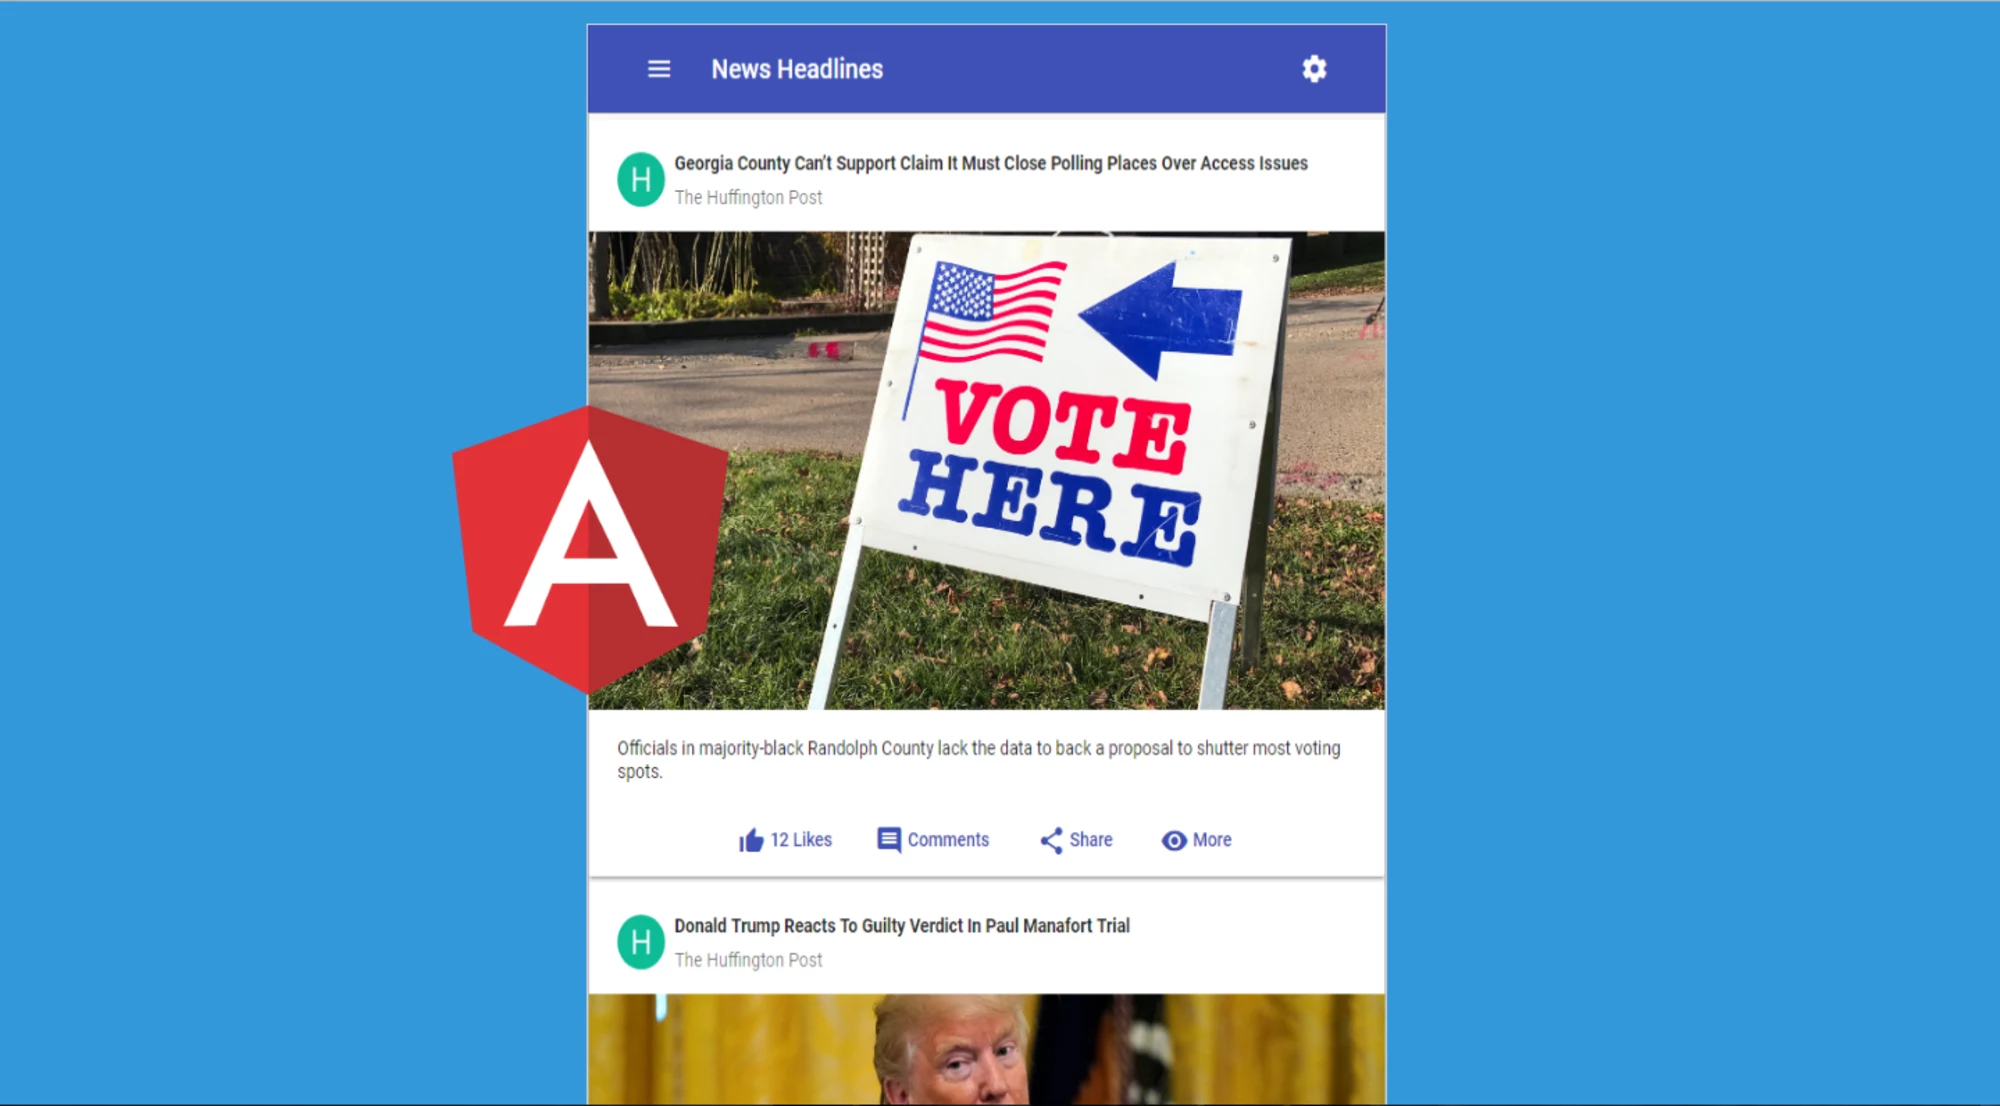 News Headlines
H
Georgia County Can't Support Claim It Must Close Polling Places Over Access Issues
The Huffington Post
VOTE
HERE
A
Officials in majority-black Randolph County lack the data to back a proposal to shutter most voting
spots.
12 Likes Comments Share More
H
Donald Trump Reacts To Guilty Verdict In Paul Manafort Trial
The Huffington Post